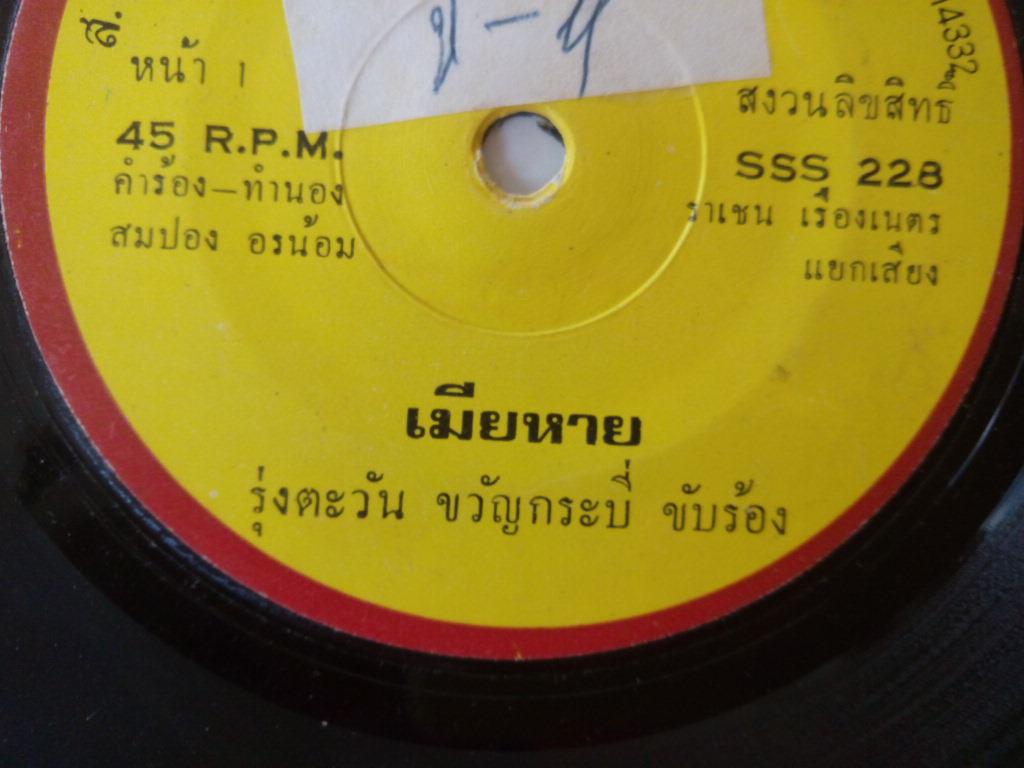 หน้า 1
45 R.P.M.
คำร้อง-ทำนอง
สมปอง อรน้อม
สงวนลิขสิทธิ์
SSS 228
ราเชน เรืองเนตร
แยกเสียง
เมียหาย
รุ่งตะวัน ขวัญกระบี่ ขับร้อง